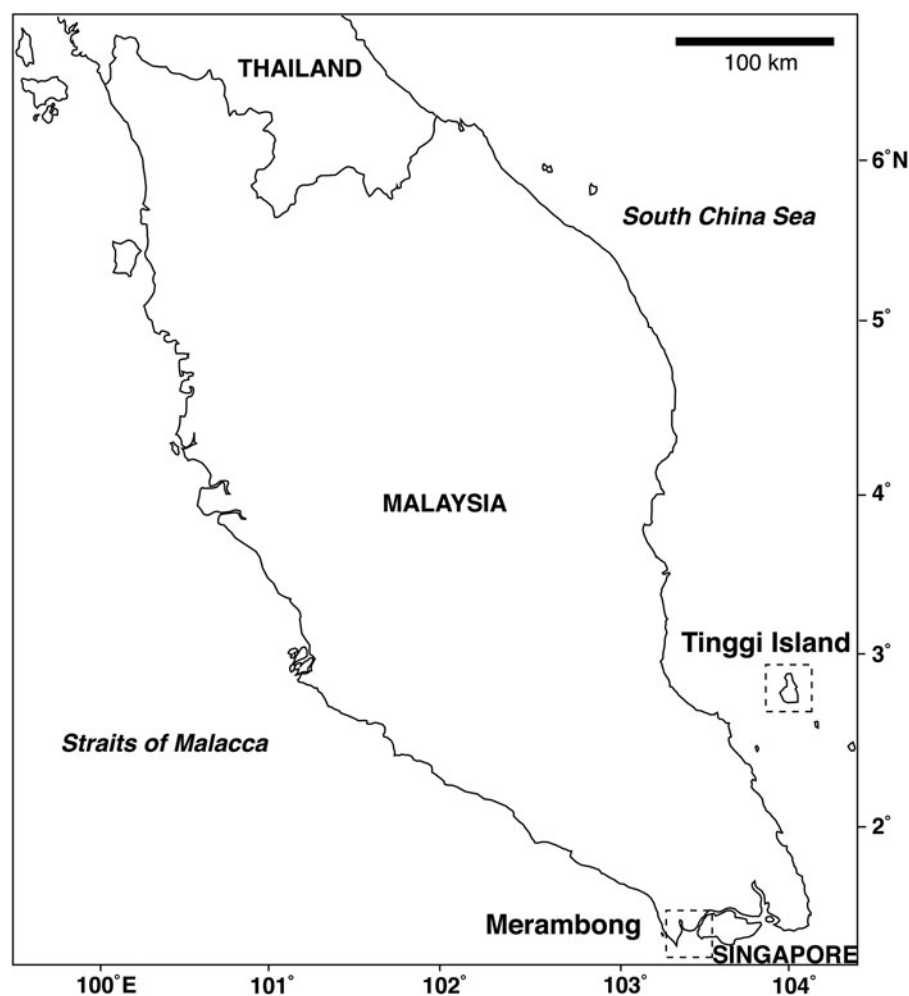 THAILAND
100 km
6°N
South China Sea
5°
MALAYSIA
4°
Tinggi Island
3°
Straits of Malacca
2°
Merambong
SINGAPORE
100°E
101°
102°
103°
104°